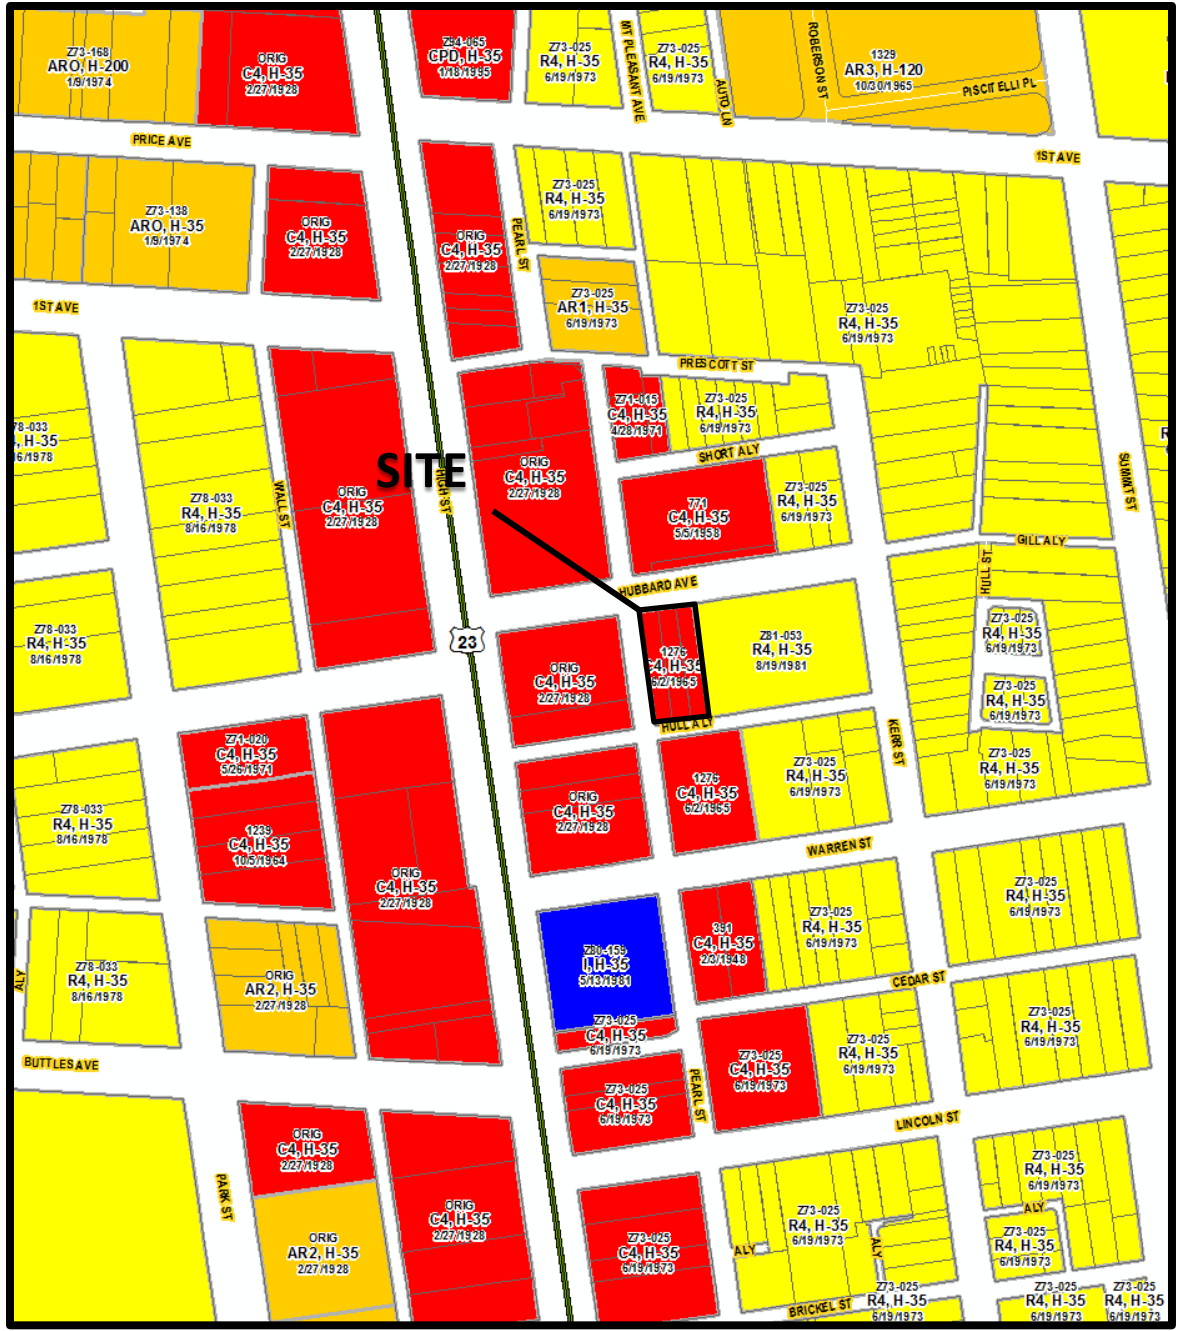 Z73-168
ARO, H-200
1/9/1974
ORIG
C4, H-35
2/27/1928
Z94-065
CPD, H-35
1/18/1995
Z73-025
R4, H-35
6/19/1973
MT PLEASANT AVE
Z73-025
R4, H-35
6/19/1973
AUTO LN
ROBERSON ST
1329
AR3, H-120
10/30/1965
PISCITELLI PL
PRICE AVE
1ST AVE
Z73-138
ARO, H-35
1/9/1974
ORIG
C4, H-35
2/27/1928
ORIG
C4, H-35
2/27/1928
PEARL ST
Z73-025
R4, H-35
6/19/1973
Z73-025
AR1, H-35
6/19/1973
Z73-025
R4, H-35
6/19/1973
1ST AVE
PRESCOTT ST
78-033
, H-35
16/1978
Z78-033
R4, H-35
8/16/1978
WALL ST
ORIG
C4, H-35
2/27/1928
SITE
HIGH ST
ORIG
C4, H-35
2/27/1928
Z71-015
C4, H-35
4/28/1971
Z73-025
R4, H-35
6/19/1973
SHORT ALY
771
C4, H-35
5/5/1958
Z73-025
R4, H-35
6/19/1973
SUMMIT ST
R
GILL ALY
HULL ST
HUBBARD AVE
Z78-033
R4, H-35
8/16/1978
23
ORIG
C4, H-35
2/27/1928
1276
C4, H-35
6/2/1965
Z81-053
R4, H-35
8/19/1981
Z73-025
R4, H-35
6/19/1973
Z73-025
R4, H-35
6/19/1973
HULL ALY
KERR ST
Z71-020
C4, H-35
5/26/1971
Z73-025
R4, H-35
6/19/1973
1276
C4, H-35
6/2/1965
Z73-025
R4, H-35
6/19/1973
Z78-033
R4, H-35
8/16/1978
1239
C4, H-35
10/5/1964
ORIG
C4, H-35
2/27/1928
WARREN ST
ORIG
C4, H-35
2/27/1928
Z73-025
R4, H-35
6/19/1973
Z73-025
R4, H-35
6/19/1973
391
C4, H-35
2/3/1948
Z80-159
I, H-35
5/13/1981
ALY
Z78-033
R4, H-35
8/16/1978
ORIG
AR2, H-35
2/27/1928
CEDAR ST
Z73-025
R4, H-35
6/19/1973
Z73-025
C4, H-35
6/19/1973
Z73-025
R4, H-35
6/19/1973
BUTTLES AVE
Z73-025
C4, H-35
6/19/1973
PEARL ST
Z73-025
C4, H-35
6/19/1973
LINCOLN ST
ORIG
C4, H-35
2/27/1928
PARK ST
ORIG
C4, H-35
2/27/1928
Z73-025
R4, H-35
6/19/1973
Z73-025
R4, H-35
6/19/1973
ALY
ORIG
AR2, H-35
2/27/1928
Z73-025
C4, H-35
6/19/1973
ALY
ALY
Z73-025
R4, H-35
6/19/1973
BRICKEL ST
Z73-025
R4, H-35
6/19/1973
Z73-025
R4, H-35
6/19/1973
Z73-025
R4, H-35
6/19/1973